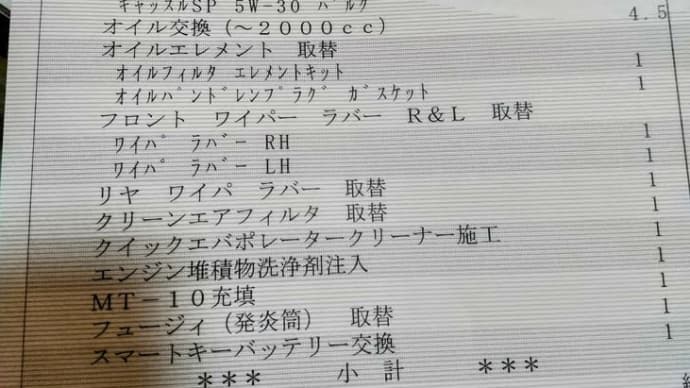 キャッスルSP 5W-30 バルク 4.5
オイル交換（～2000cc）
オイルエレメント 取替 1
オイルフィルタ エレメントキット 1
オイルパンドレンプラグ ガスケット
フロント ワイパー ラバー R＆L 取替
ワイパ ラバー RH 1
ワイパ ラバー LH 1
リヤ ワイパ ラバー 取替 1
クリーンエアフィルタ 取替 1
クイックエバポレータークリーナー施工 1
エンジン堆積物洗浄剤注入 1
MT－10充填 1
フュージィ（発炎筒） 取替 1
スマートキーバッテリー交換
＊＊＊ 小 計 ＊＊＊